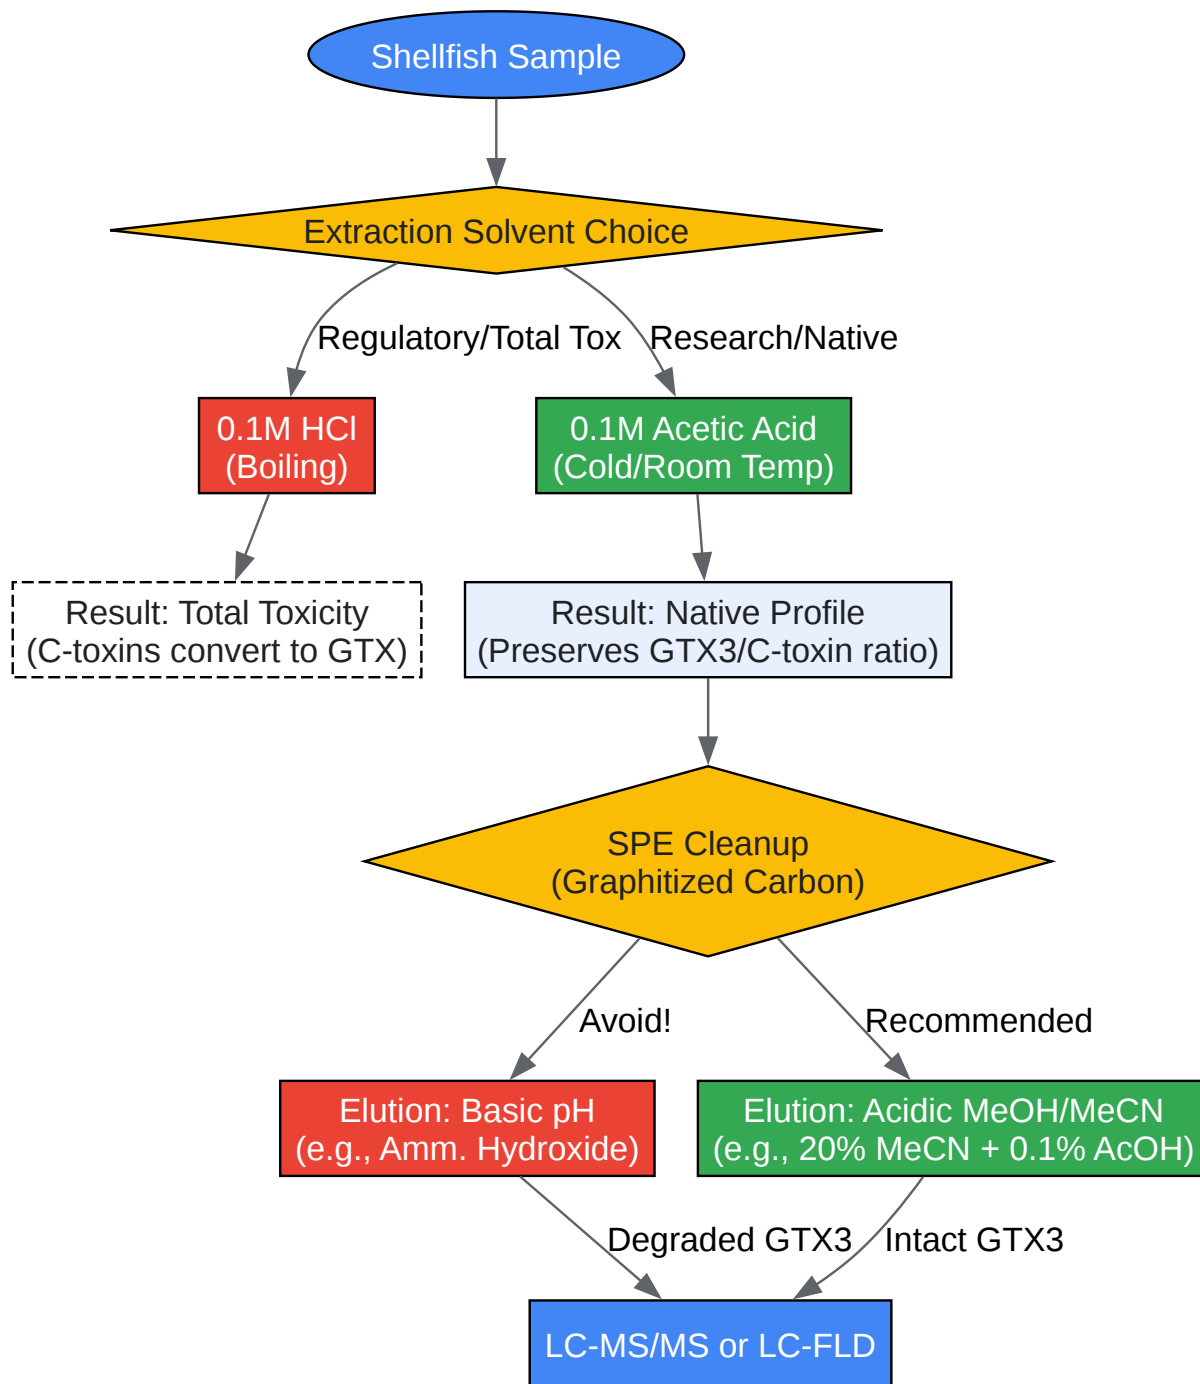 Shellfish Sample
Extraction Solvent Choice
Regulatory/Total Tox
Research/Native
0.1M HCl
(Boiling)
0.1M Acetic Acid
(Cold/Room Temp)
Result: Total Toxicity
(C-toxins convert to GTX)
Result: Native Profile
(Preserves GTX3/C-toxin ratio)
SPE Cleanup
(Graphitized Carbon)
Avoid!
Recommended
Elution: Basic pH
(e.g., Amm. Hydroxide)
Elution: Acidic MeOH/MeCN
(e.g., 20% MeCN + 0.1% AcOH)
Degraded GTX3
Intact GTX3
LC-MS/MS or LC-FLD